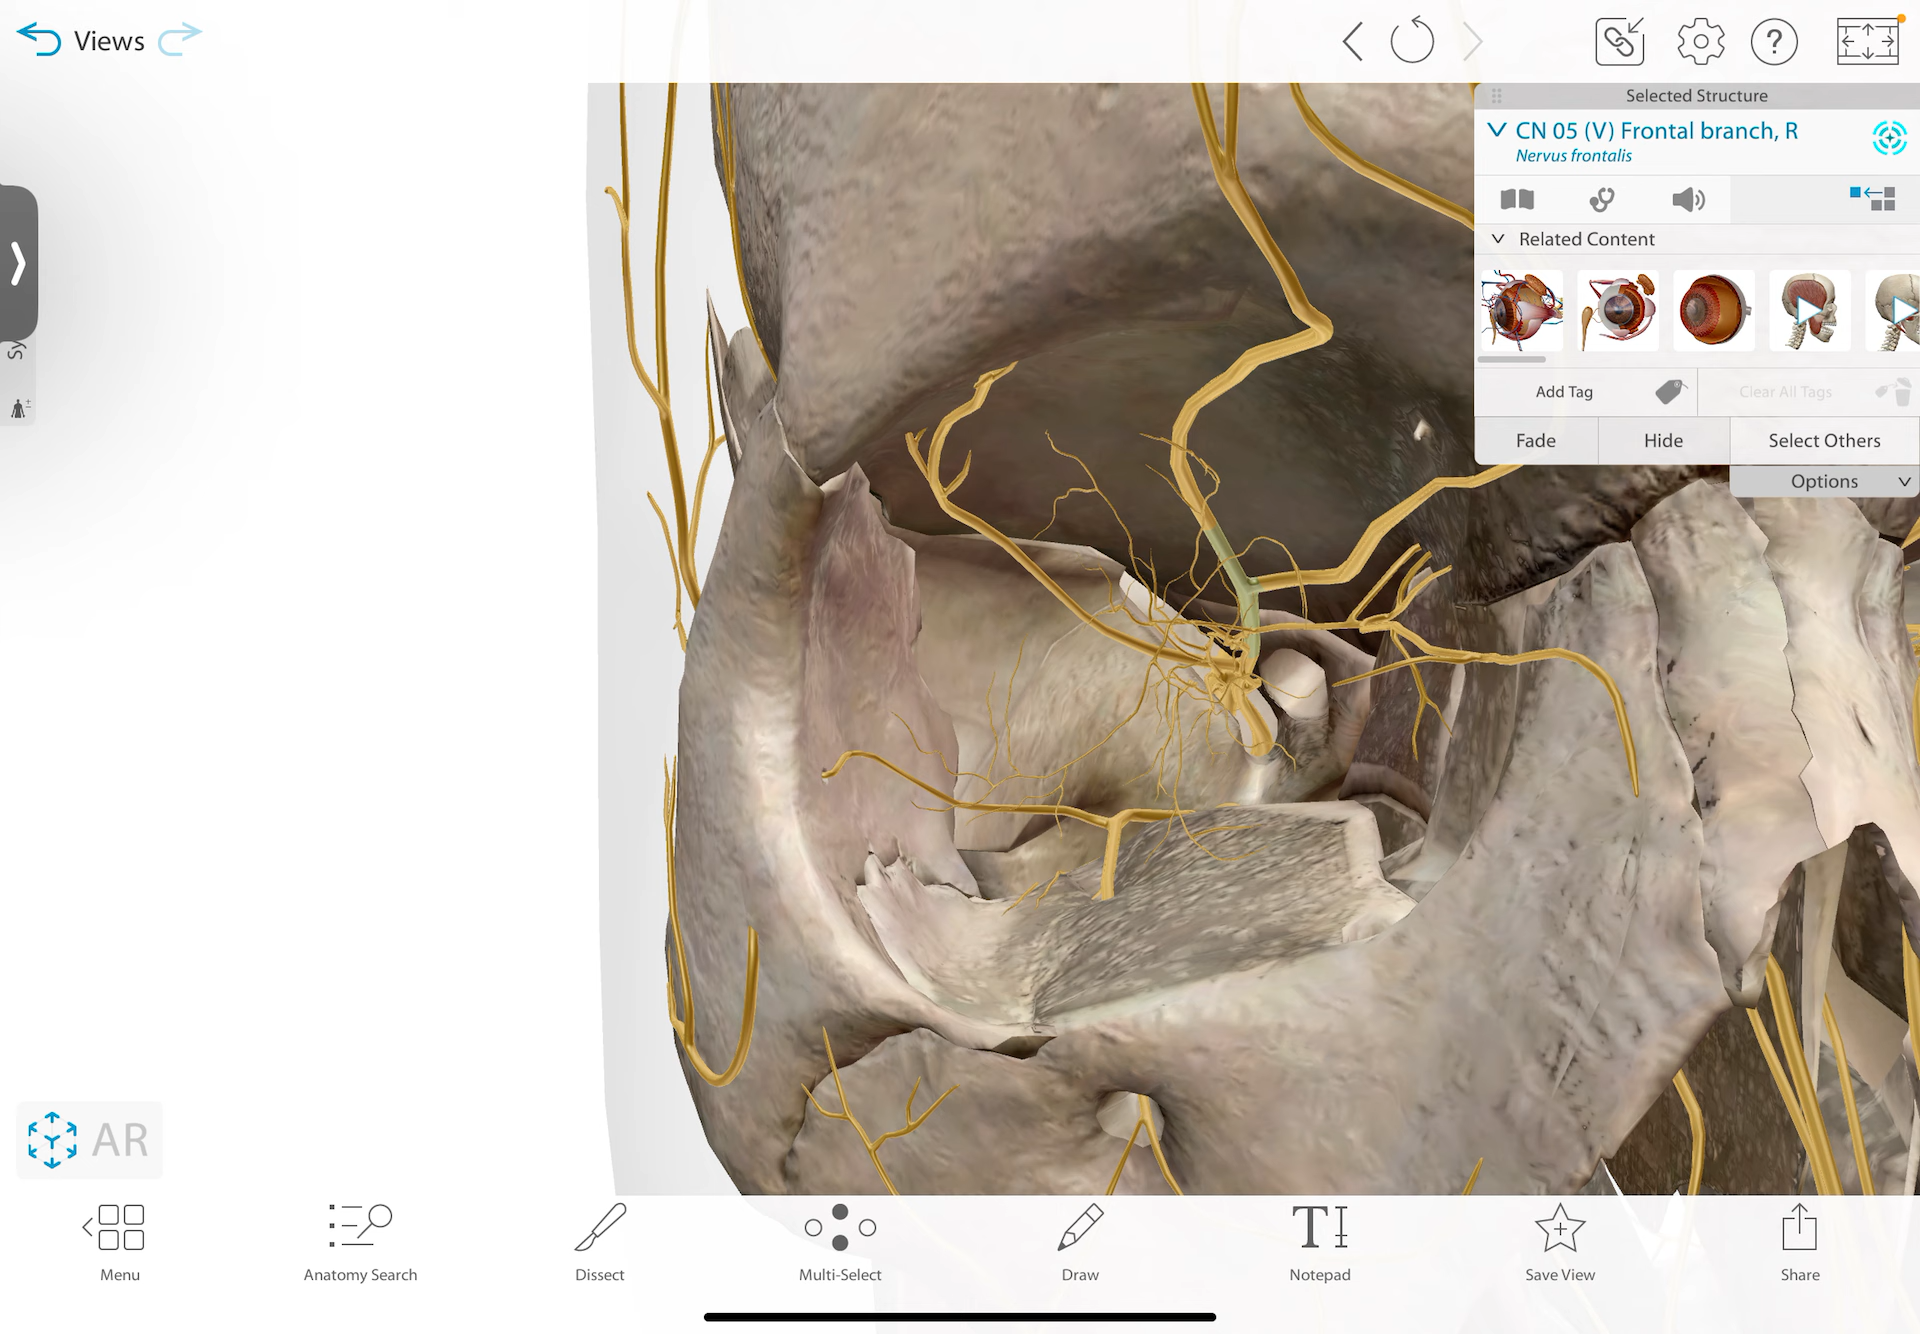 Views
Selected Structure
CN 05 (V) Frontal branch, R
Nervus frontalis
Related Content
Add Tag
Clear All Tags
Fade
Hide
Select Others
Options
Sy
AR
Menu
Anatomy Search
Dissect
Multi-Select
Draw
Notepad
Save View
Share